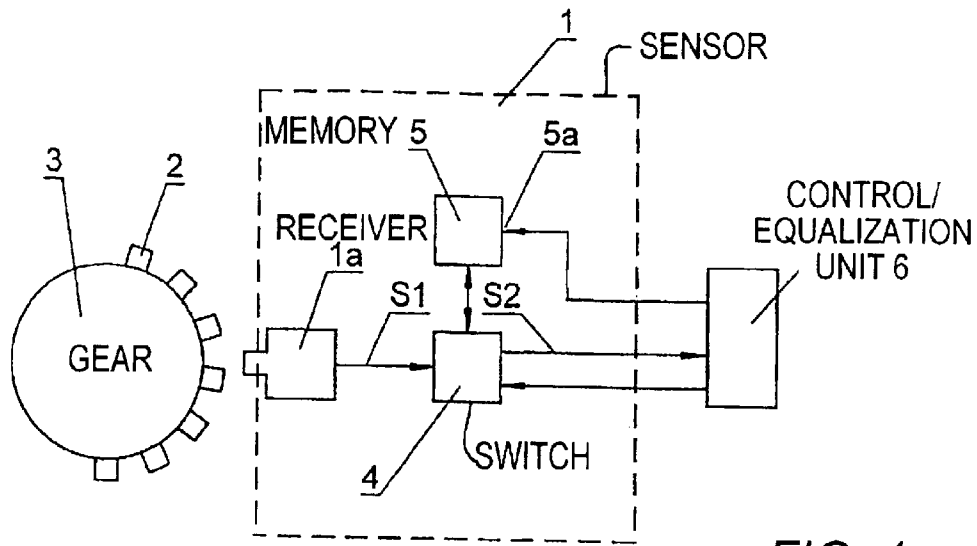 1
SENSOR
MEMORY 5
5a
3
2
RECEIVER
1a
CONTROL/
EQUALIZATION
UNIT 6
S1
S2
GEAR
4
SWITCH